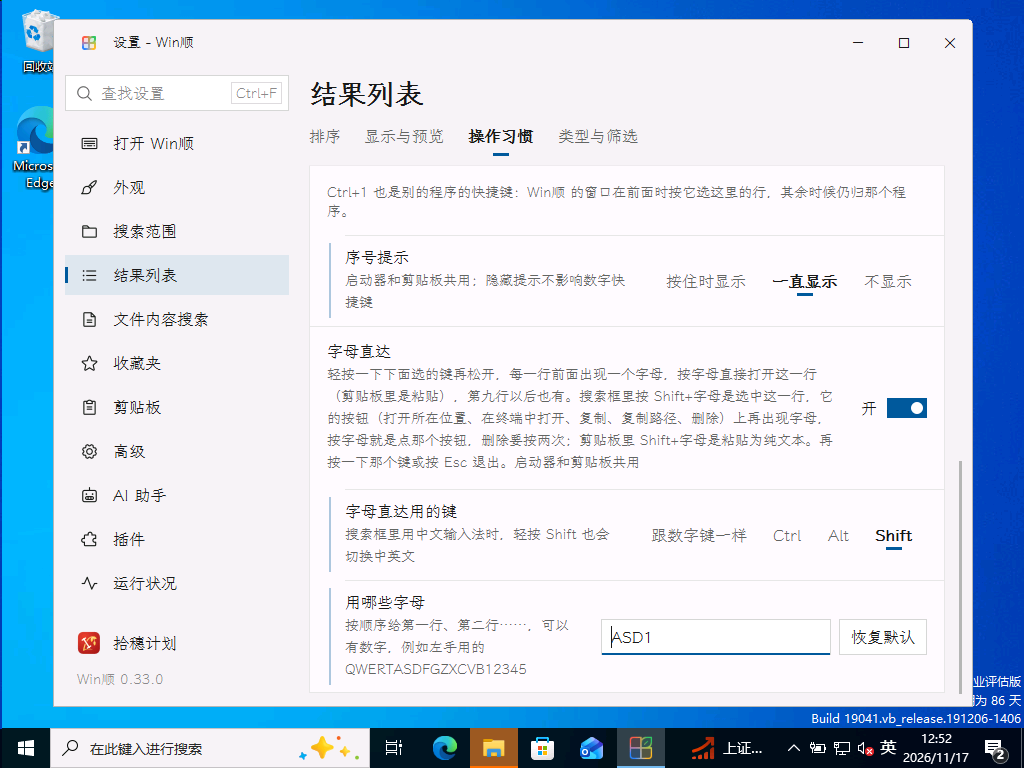 回收站
Micros
Edge
设置 - Win顺
查找设置
Ctrl+F
打开 Win顺
外观
搜索范围
结果列表
文件内容搜索
收藏夹
剪贴板
高级
AI 助手
插件
运行状况
拾穗计划
Win顺 0.33.0
结果列表
排序
显示与预览
操作习惯
类型与筛选
Ctrl+1 也是别的程序的快捷键：Win顺 的窗口在前面时按它选这里的行，其余时候仍归那个程
序。
序号提示
启动器和剪贴板共用；隐藏提示不影响数字快
捷键
按住时显示
一直显示
不显示
字母直达
轻按一下下面选的键再松开，每一行前面出现一个字母，按字母直接打开这一行
（剪贴板里是粘贴），第九行以后也有。搜索框里按 Shift+字母是选中这一行，它
的按钮（打开所在位置、在终端中打开、复制、复制路径、删除）上再出现字母，
按字母就是点那个按钮，删除要按两次；剪贴板里 Shift+字母是粘贴为纯文本。再
按一下那个键或按 Esc 退出。启动器和剪贴板共用
开
字母直达用的键
搜索框里用中文输入法时，轻按 Shift 也会
切换中英文
跟数字键一样
Ctrl
Alt
Shift
用哪些字母
按顺序给第一行、第二行……，可以
有数字，例如左手用的
QWERTASDFGZXCVB12345
ASD1
恢复默认
业评估版
为 86 天
Build 19041.vb_release.191206-1406
在此键入进行搜索
上证...
英
12:52
2026/11/17
2